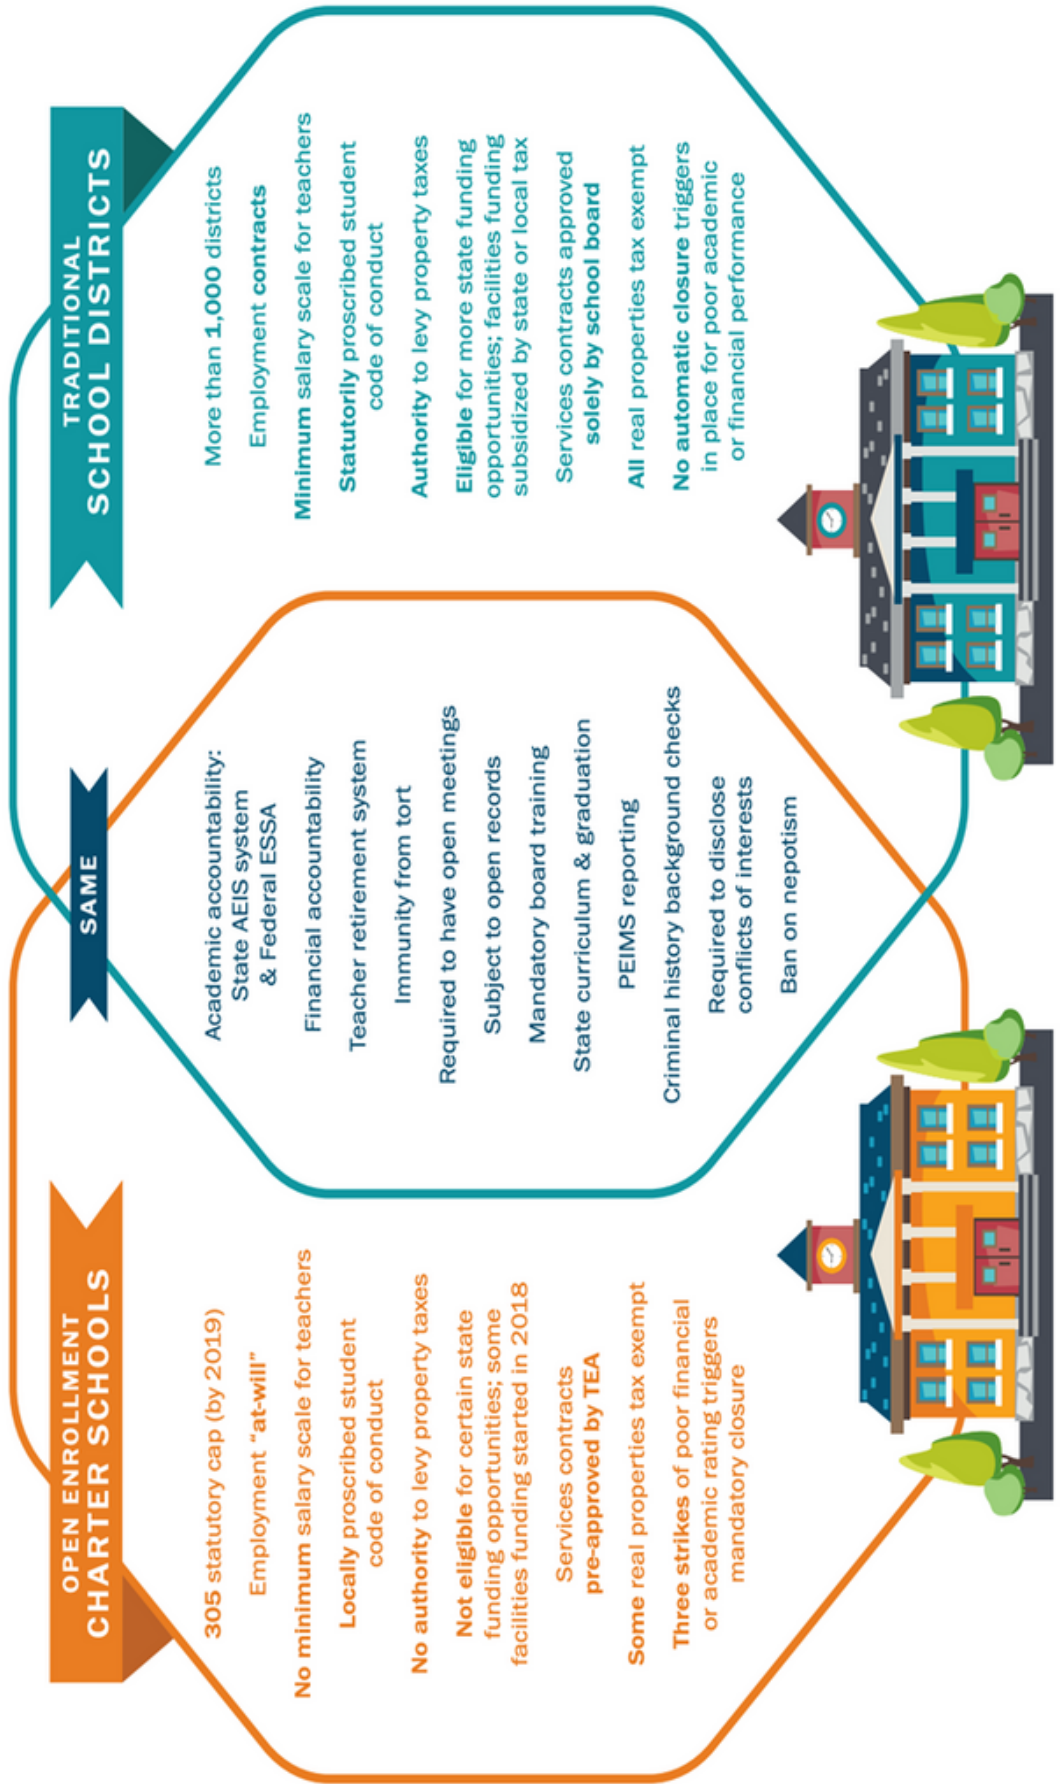 OPEN ENROLLMENT
CHARTER SCHOOLS
305 statutory cap (by 2019)
Employment “at-will”
No minimum salary scale for teachers
Locally proscribed student
code of conduct
No authority to levy property taxes
Not eligible for certain state
funding opportunities; some
facilities funding started in 2018
Services contracts
pre-approved by TEA
Some real properties tax exempt
Three strikes of poor financial
or academic rating triggers
mandatory closure
SAME
Academic accountability:
State AEIS system
& Federal ESSA
Financial accountability
Teacher retirement system
Immunity from tort
Required to have open meetings
Subject to open records
Mandatory board training
State curriculum & graduation
PEIMS reporting
Criminal history background checks
Required to disclose
conflicts of interests
Ban on nepotism
TRADITIONAL
SCHOOL DISTRICTS
More than 1,000 districts
Employment contracts
Minimum salary scale for teachers
Statutorily proscribed student
code of conduct
Authority to levy property taxes
Eligible for more state funding
opportunities; facilities funding
subsidized by state or local tax
Services contracts approved
solely by school board
All real properties tax exempt
No automatic closure triggers
in place for poor academic
or financial performance